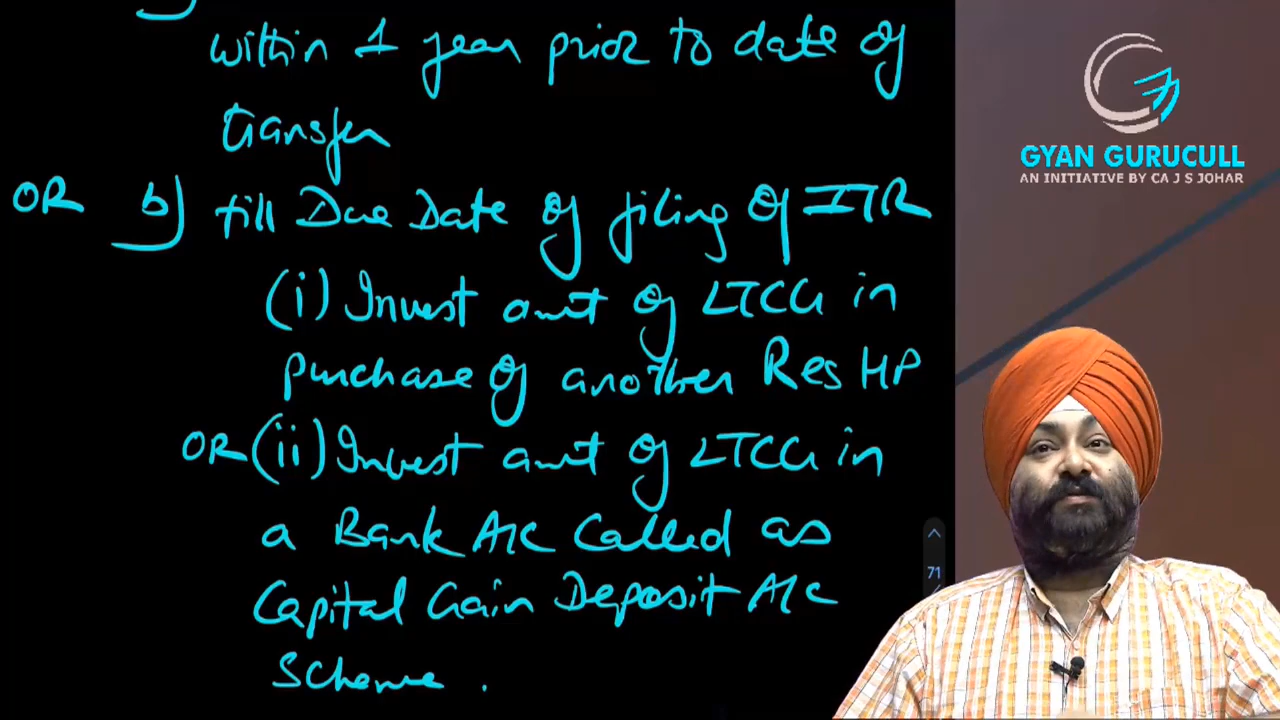 within 1 year prior to date of
transfer
OR b) till Due Date of filing of ITR
(i) Invest amt of LTCG in
purchase of another Res HP
OR (ii) Invest amt of LTCG in
a Bank A/c Called as
Capital Gain Deposit A/c
Scheme.
GYAN GURUCULL
AN INITIATIVE BY CA J S JOHAR
71